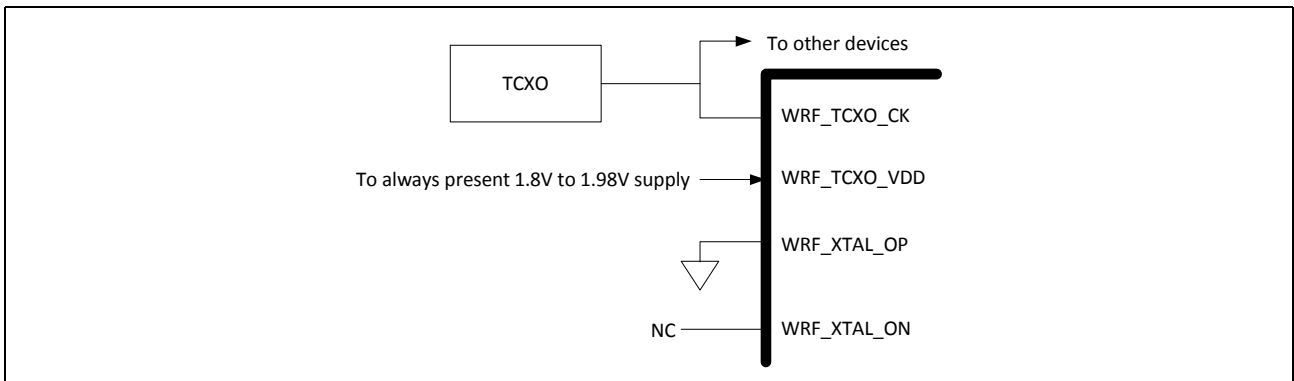 To other devices
TCXO
WRF_TCXO_CK
To always present 1.8V to 1.98V supply
WRF_TCXO_VDD
WRF_XTAL_OP
NC
WRF_XTAL_ON